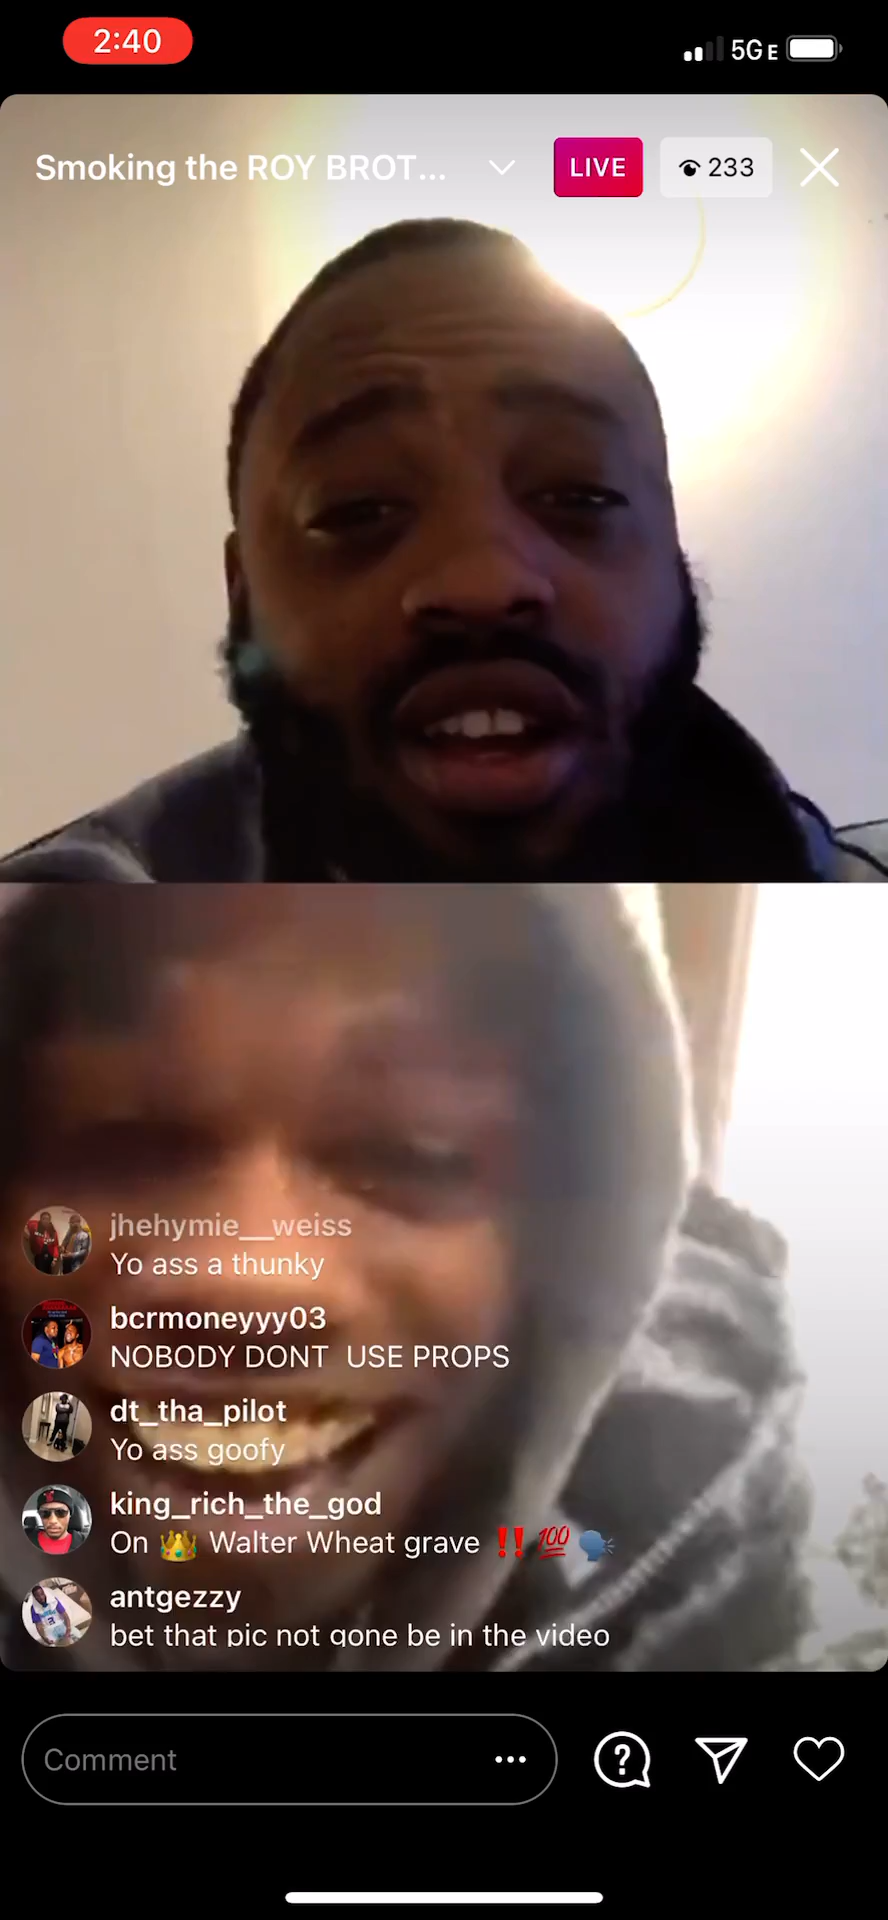 2:40
5GE
Smoking the ROY BROT...
LIVE
233
jhehymie__weiss
Yo ass a thunky
bcrmoneyyy03
NOBODY DONT USE PROPS
dt_tha_pilot
Yo ass goofy
king_rich_the_god
On 👑 Walter Wheat grave ‼️ 💯 🗣️
antgezzy
bet that pic not gone be in the video
Comment